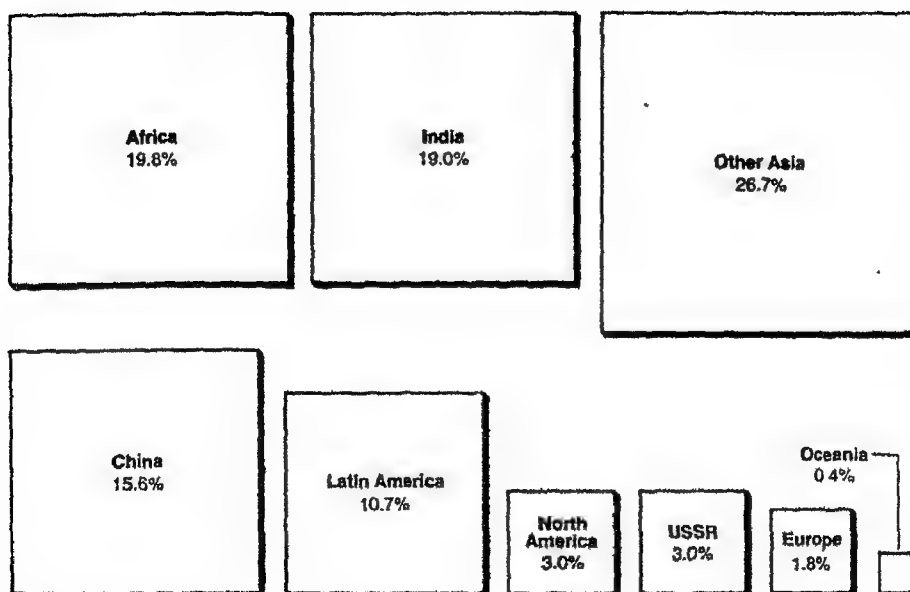 Africa
19.8%
India
19.0%
Other Asia
26.7%
China
15.6%
Latin America
10.7%
North
America
3.0%
USSR
3.0%
Europe
1.8%
Oceania
0.4%